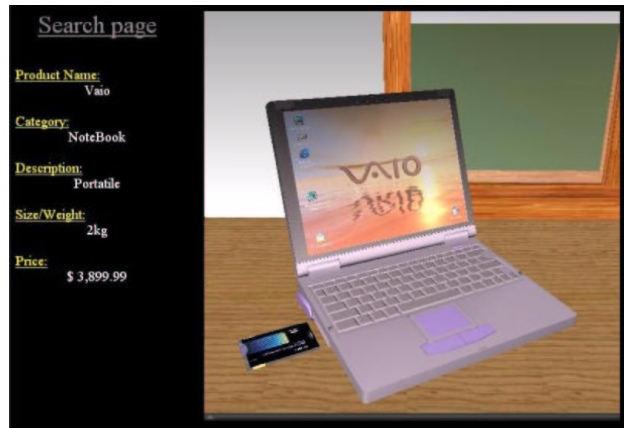 Search page
Product Name:
Vaio
Category:
NoteBook
Description:
Portatile
Size/Weight:
2kg
Price:
$ 3,899.99
VAIO